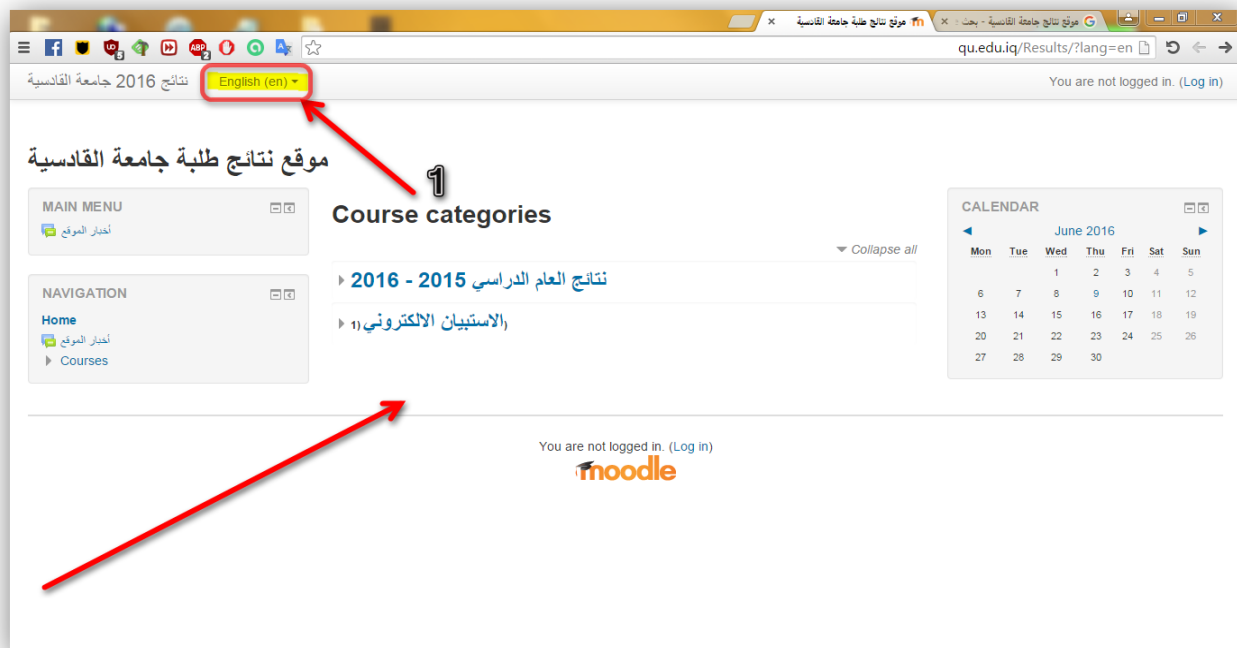 موقع نتائج طلبة جامعة القادسية
موقع نتائج جامعة القادسية - بحث
qu.edu.iq/Results/?lang=en
نتائج 2016 جامعة القادسية
English (en)
You are not logged in. (Log in)
موقع نتائج طلبة جامعة القادسية
1
MAIN MENU
أخبار الموقع
NAVIGATION
Home
أخبار الموقع
Courses
Course categories
Collapse all
نتائج العام الدراسي 2015 - 2016
الاستبيان الالكتروني (1)
CALENDAR
June 2016
Mon Tue Wed Thu Fri Sat Sun
1 2 3 4 5
6 7 8 9 10 11 12
13 14 15 16 17 18 19
20 21 22 23 24 25 26
27 28 29 30
You are not logged in. (Log in)
moodle